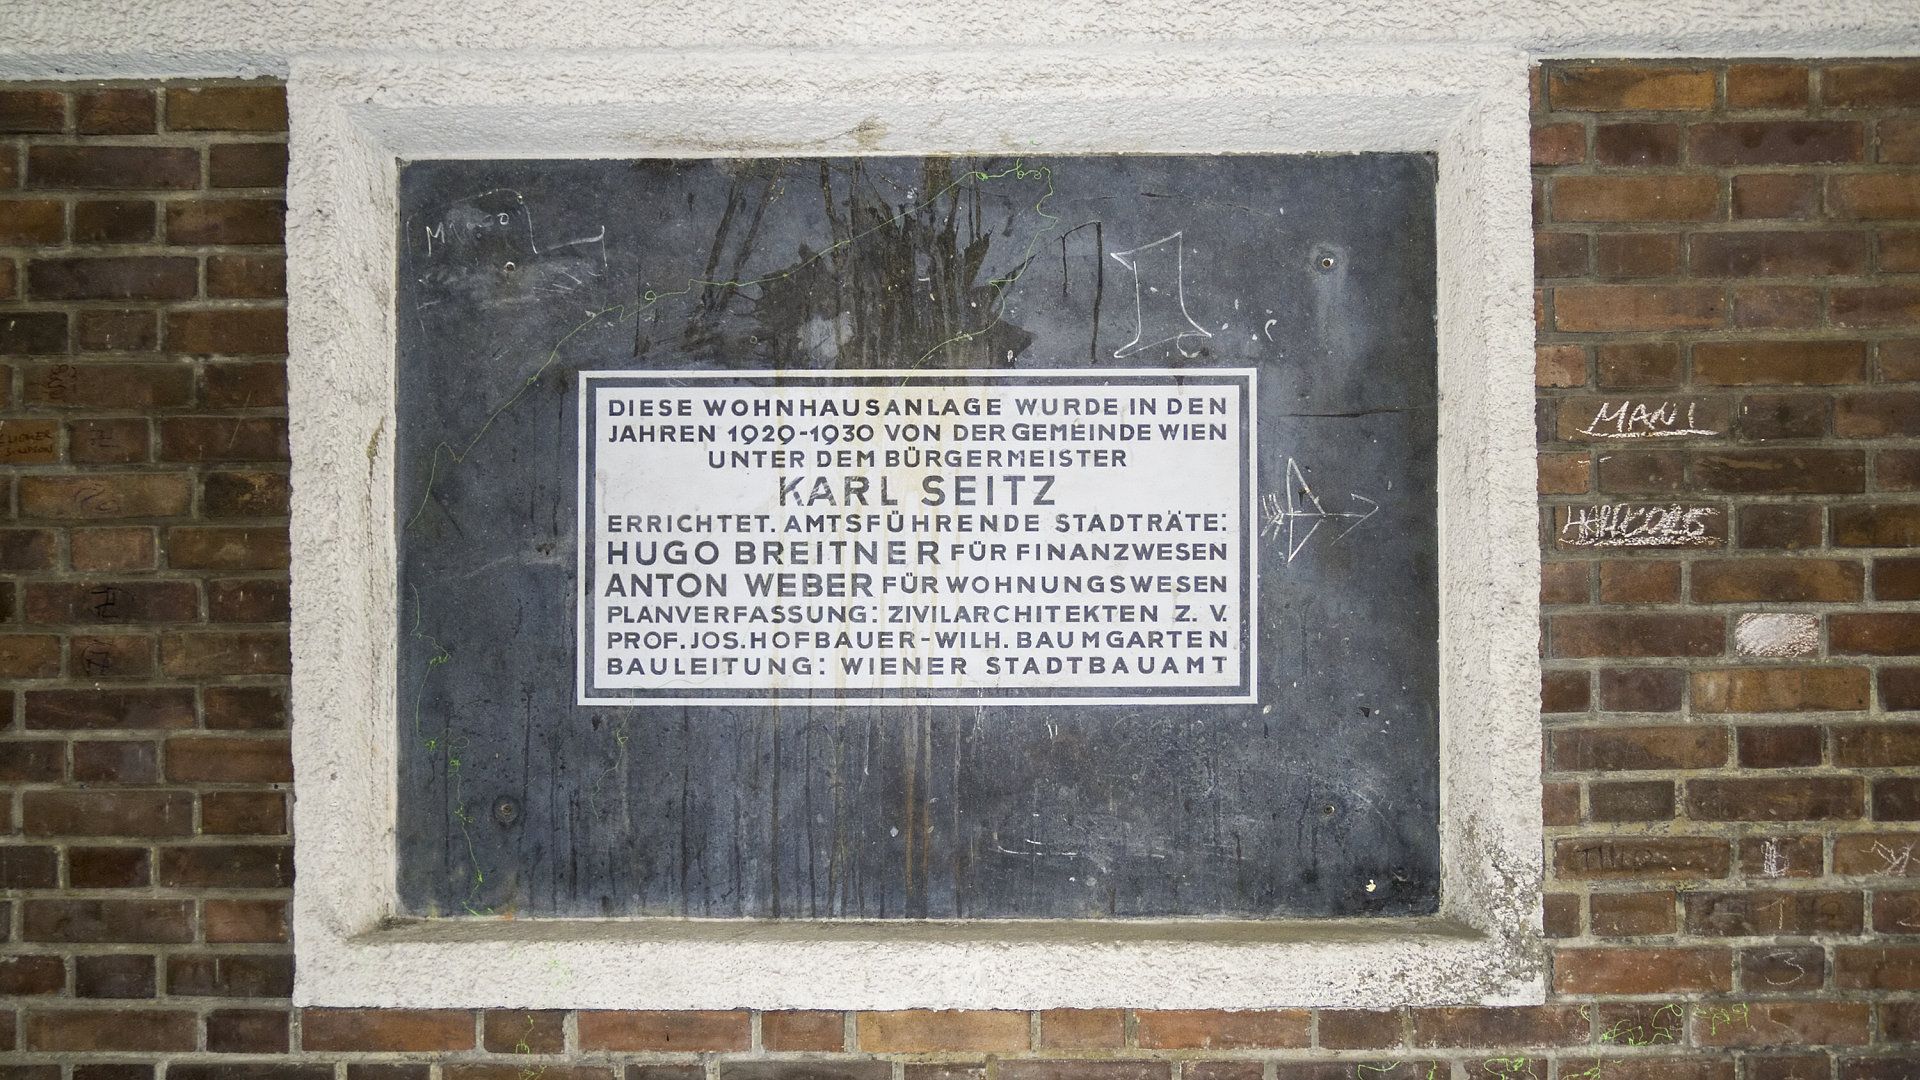 DIESE WOHNHAUSANLAGE WURDE IN DEN
JAHREN 1929-1930 VON DER GEMEINDE WIEN
UNTER DEM BÜRGERMEISTER
KARL SEITZ
ERRICHTET. AMTSFÜHRENDE STADTRÄTE:
HUGO BREITNER FÜR FINANZWESEN
ANTON WEBER FÜR WOHNUNGSWESEN
PLANVERFASSUNG: ZIVILARCHITEKTEN Z. V.
PROF. JOS. HOFBAUER-WILH. BAUMGARTEN
BAULEITUNG: WIENER STADTBAUAMT
MANI
TIMO
3